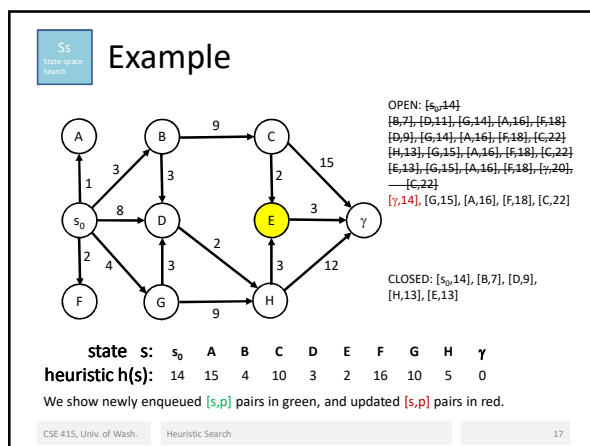 Ss
State-space
Search
Example
OPEN: [s₀,14]
[B,7], [D,11], [G,14], [A,16], [F,18]
[D,9], [G,14], [A,16], [F,18], [C,22]
[H,13], [G,15], [A,16], [F,18], [C,22]
[E,13], [G,15], [A,16], [F,18], [γ,20],
[C,22]
[γ,14], [G,15], [A,16], [F,18], [C,22]
CLOSED: [s₀,14], [B,7], [D,9],
[H,13], [E,13]
A
B
9
C
15
1
3
3
2
s₀
8
D
E
3
γ
2
4
3
2
3
12
F
G
9
H
state s: s₀ A B C D E F G H γ
heuristic h(s): 14 15 4 10 3 2 16 10 5 0
We show newly enqueued [s,p] pairs in green, and updated [s,p] pairs in red.
CSE 415, Univ. of Wash.
Heuristic Search
17